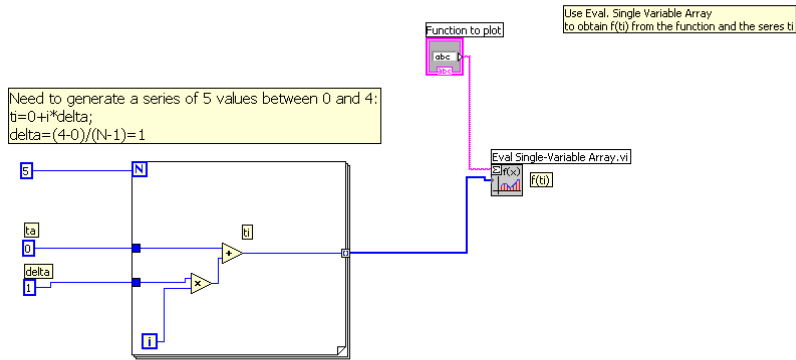 Use Eval. Single Variable Array
to obtain f(ti) from the function and the seres ti
Function to plot
abc
abc
Need to generate a series of 5 values between 0 and 4:
ti=0+i*delta;
delta=(4-0)/(N-1)=1
Eval Single-Variable Array.vi
Σ f(x)
f(ti)
5
N
ta
0
ti
+
delta
1
x
i